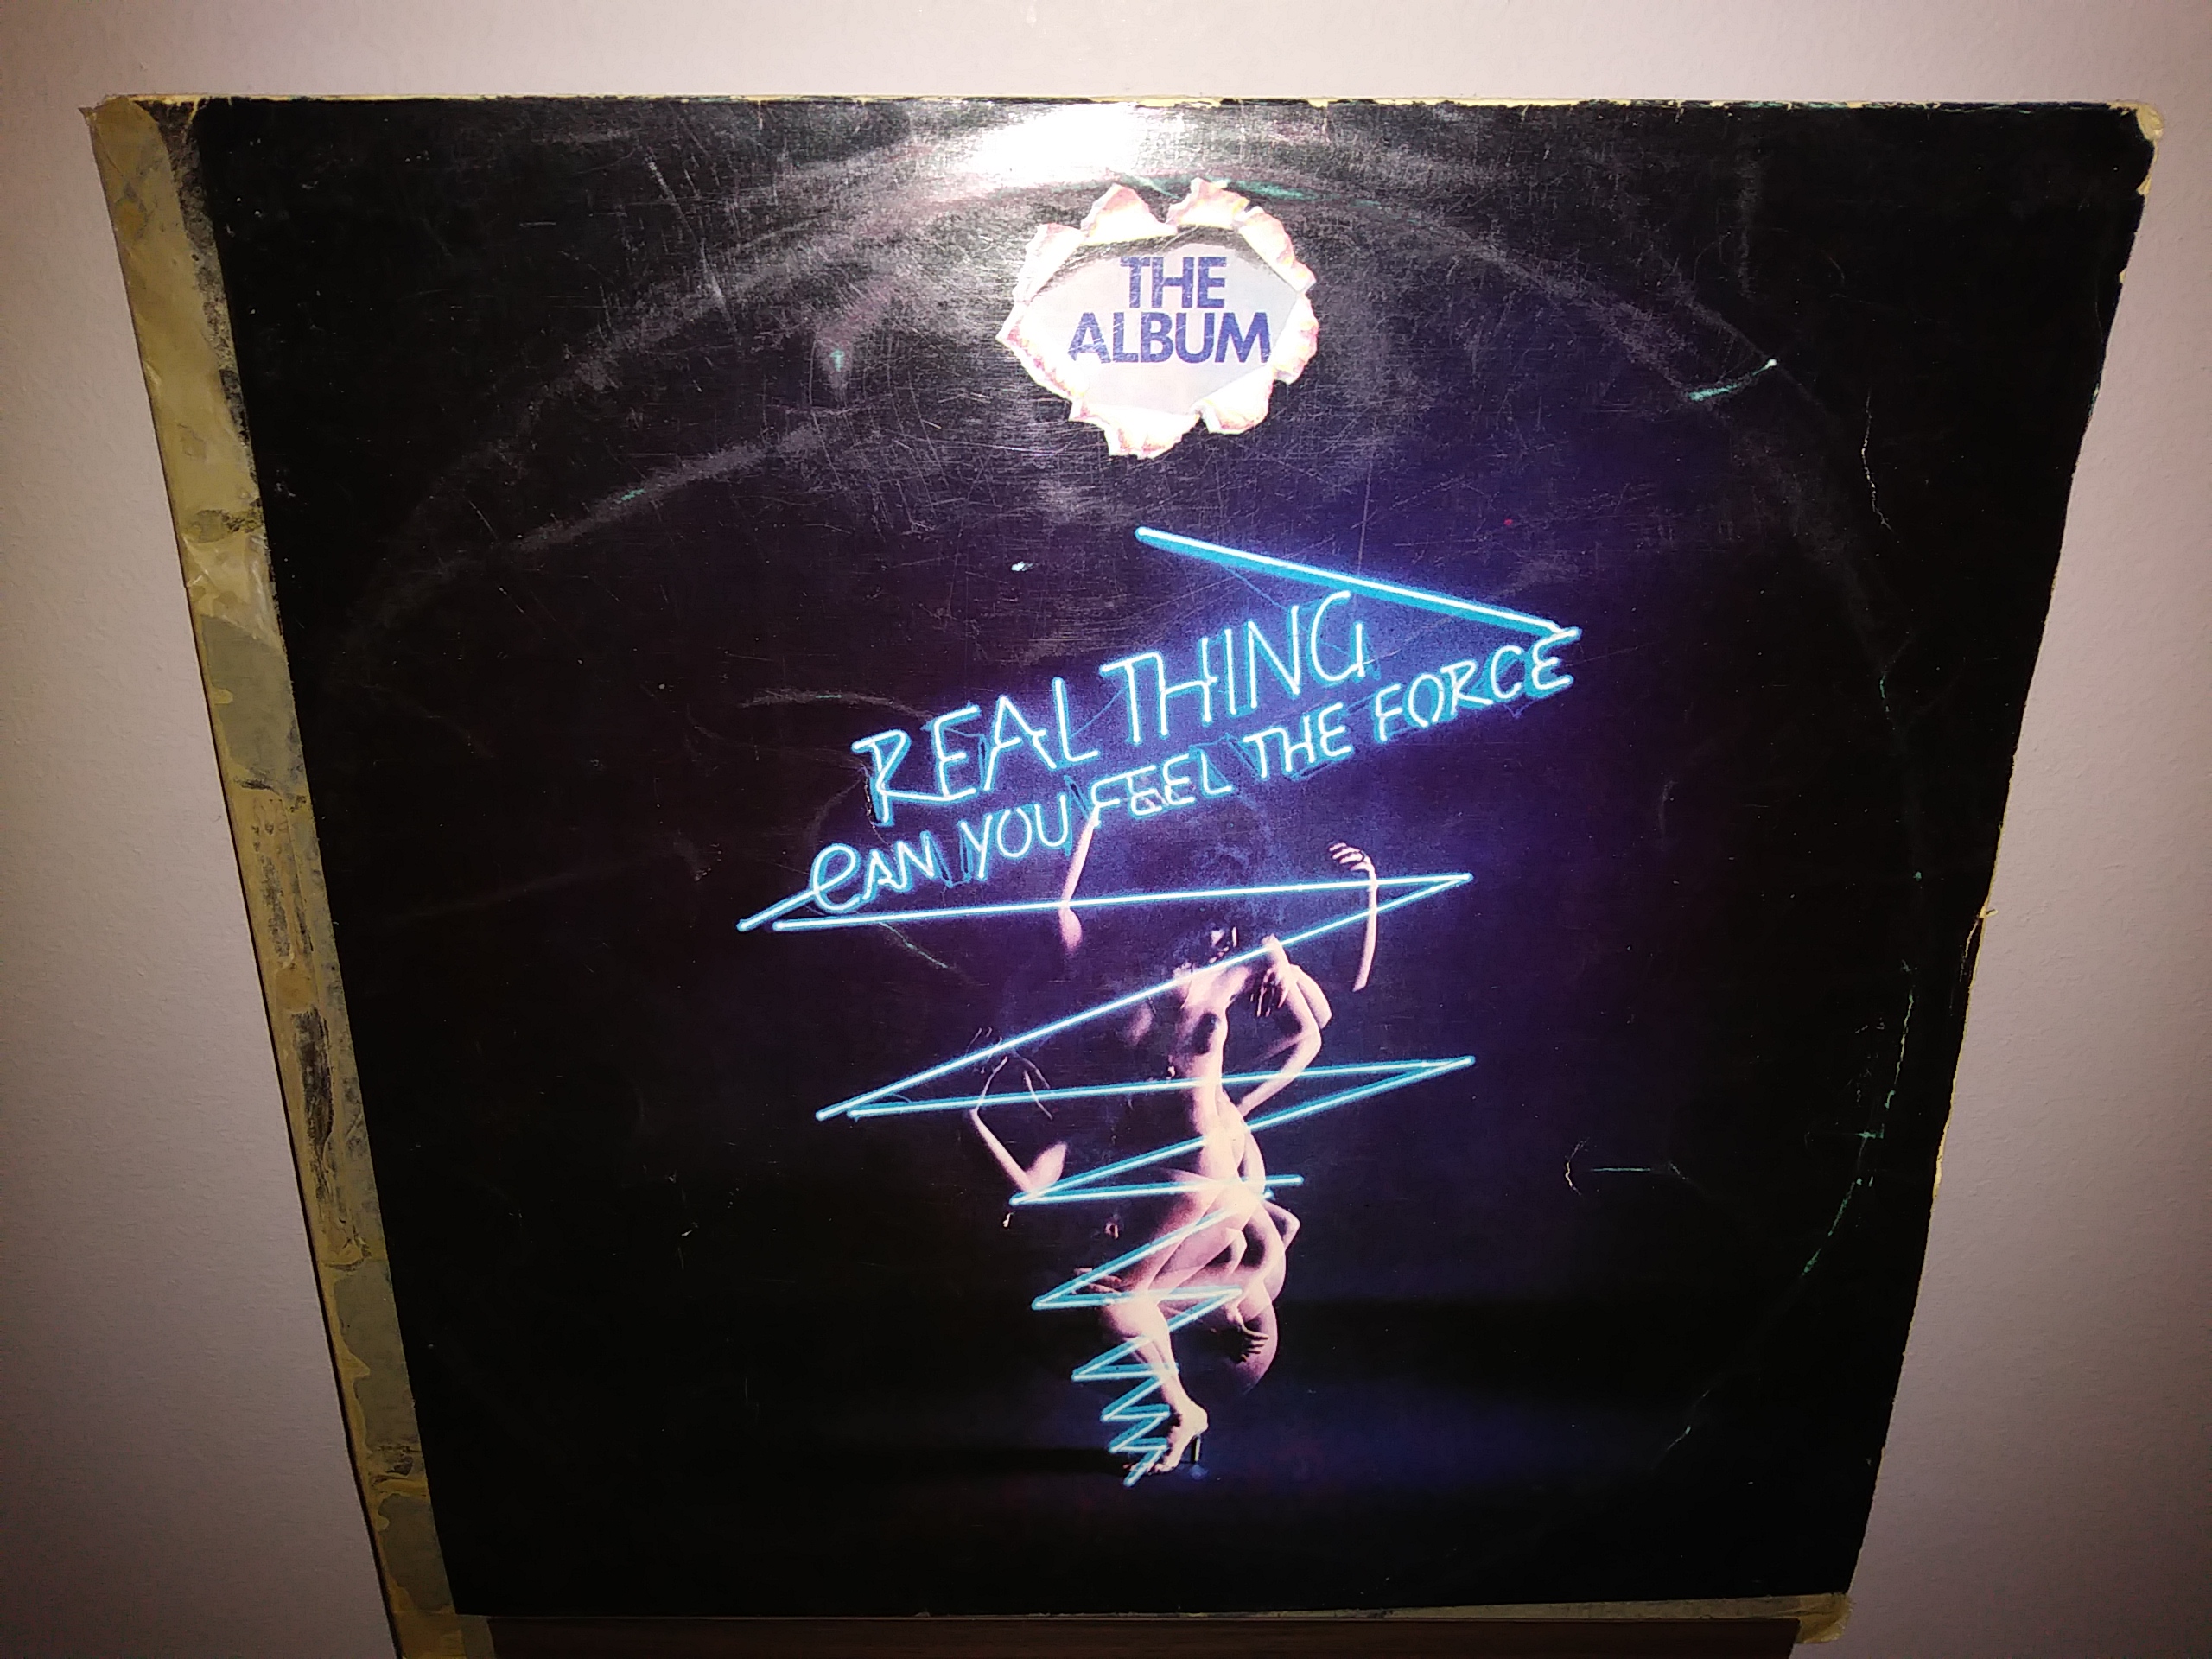 THE
ALBUM
REAL THING
CAN YOU FEEL THE FORCE